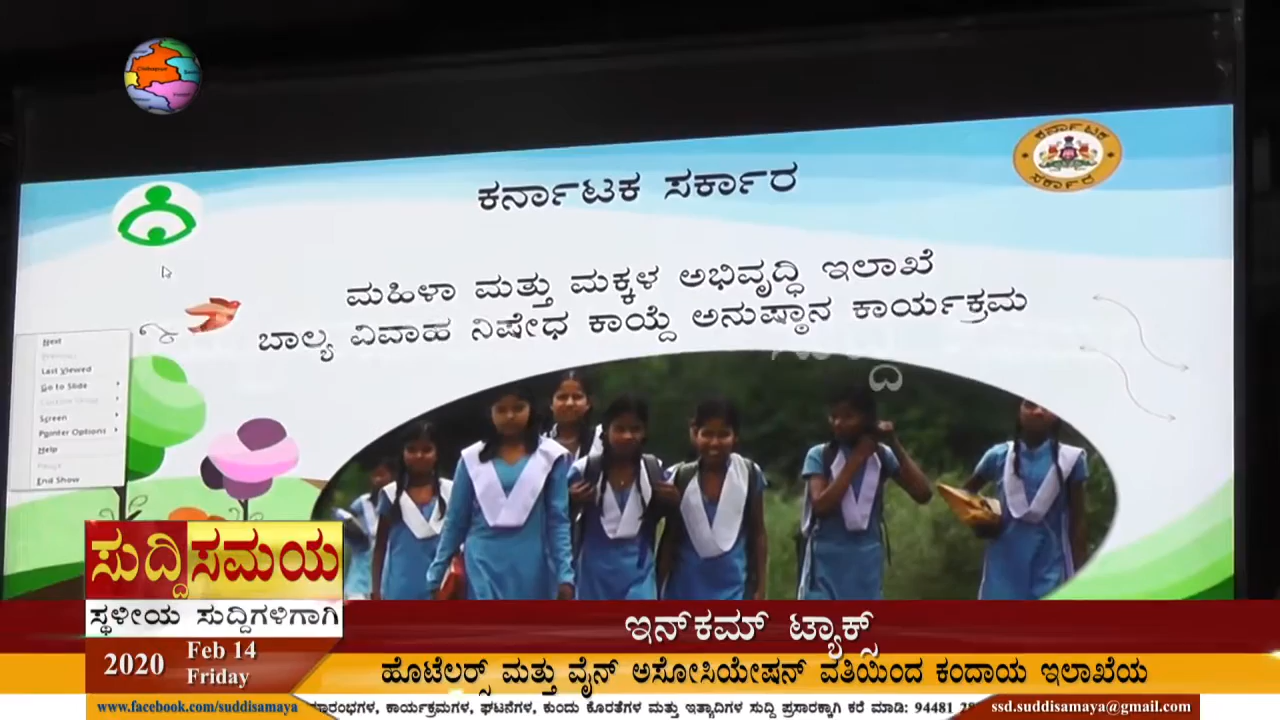 ಕರ್ನಾಟಕ
ಸರ್ಕಾರ
ಕರ್ನಾಟಕ ಸರ್ಕಾರ
ಮಹಿಳಾ ಮತ್ತು ಮಕ್ಕಳ ಅಭಿವೃದ್ಧಿ ಇಲಾಖೆ
ಬಾಲ್ಯ ವಿವಾಹ ನಿಷೇಧ ಕಾಯ್ದೆ ಅನುಷ್ಠಾನ ಕಾರ್ಯಕ್ರಮ
Next
Last Viewed
Go to Slide
Screen
Pointer Options
Help
End Show
ಸುದ್ದಿಸಮಯ
ಸ್ಥಳೀಯ ಸುದ್ದಿಗಳಿಗಾಗಿ
2020 Feb 14
Friday
ಇನ್‌ಕಮ್ ಟ್ಯಾಕ್ಸ್
ಹೊಟೆಲರ್ಸ್ ಮತ್ತು ವೈನ್ ಅಸೋಸಿಯೇಷನ್ ವತಿಯಿಂದ ಕಂದಾಯ ಇಲಾಖೆಯ
www.facebook.com/suddisamaya ಕಾರ್ಯಕ್ರಮಗಳು, ಘಟನೆಗಳ, ಕುಂದು ಕೊರತೆಗಳ ಮತ್ತು ಇತ್ಯಾದಿಗಳ ಸುದ್ದಿ ಪ್ರಸಾರಕ್ಕಾಗಿ ಕರೆ ಮಾಡಿ: 94481 ssd.suddisamaya@gmail.com